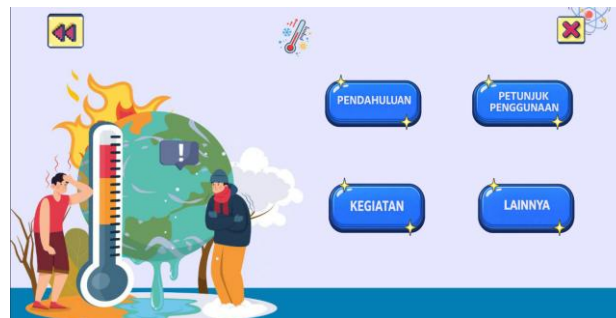 PENDAHULUAN
PETUNJUK
PENGGUNAAN
!
KEGIATAN
LAINNYA